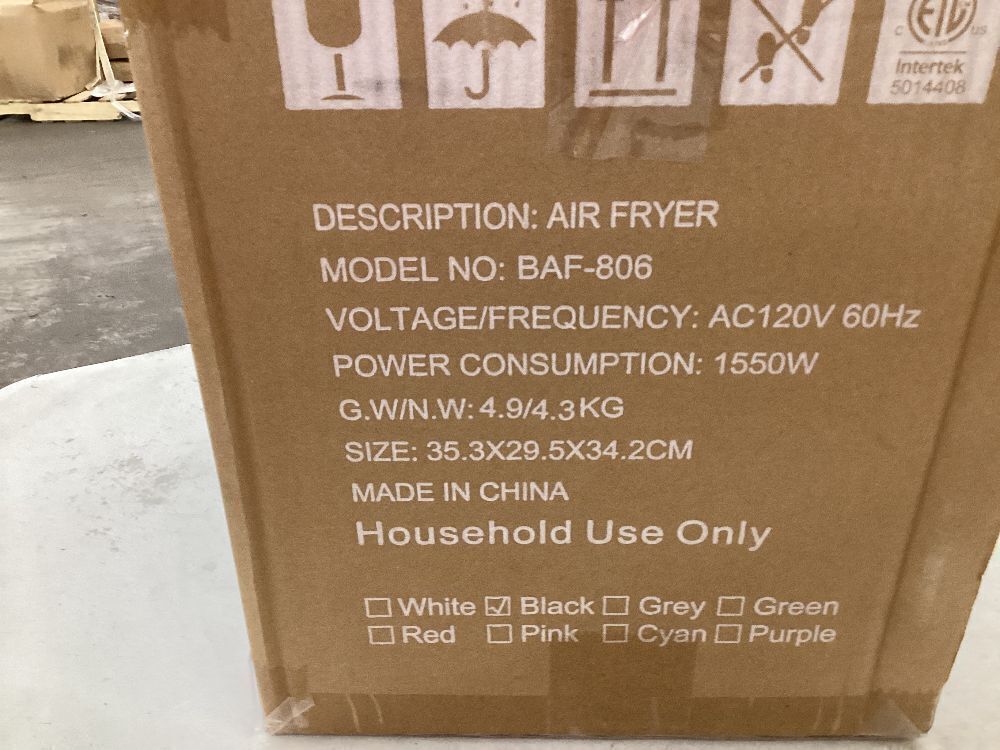 ETL
C US
Intertek
5014408
DESCRIPTION: AIR FRYER
MODEL NO: BAF-806
VOLTAGE/FREQUENCY: AC120V 60Hz
POWER CONSUMPTION: 1550W
G.W/N.W: 4.9/4.3KG
SIZE: 35.3X29.5X34.2CM
MADE IN CHINA
Household Use Only
☐ White ☑ Black ☐ Grey ☐ Green
☐ Red ☐ Pink ☐ Cyan ☐ Purple